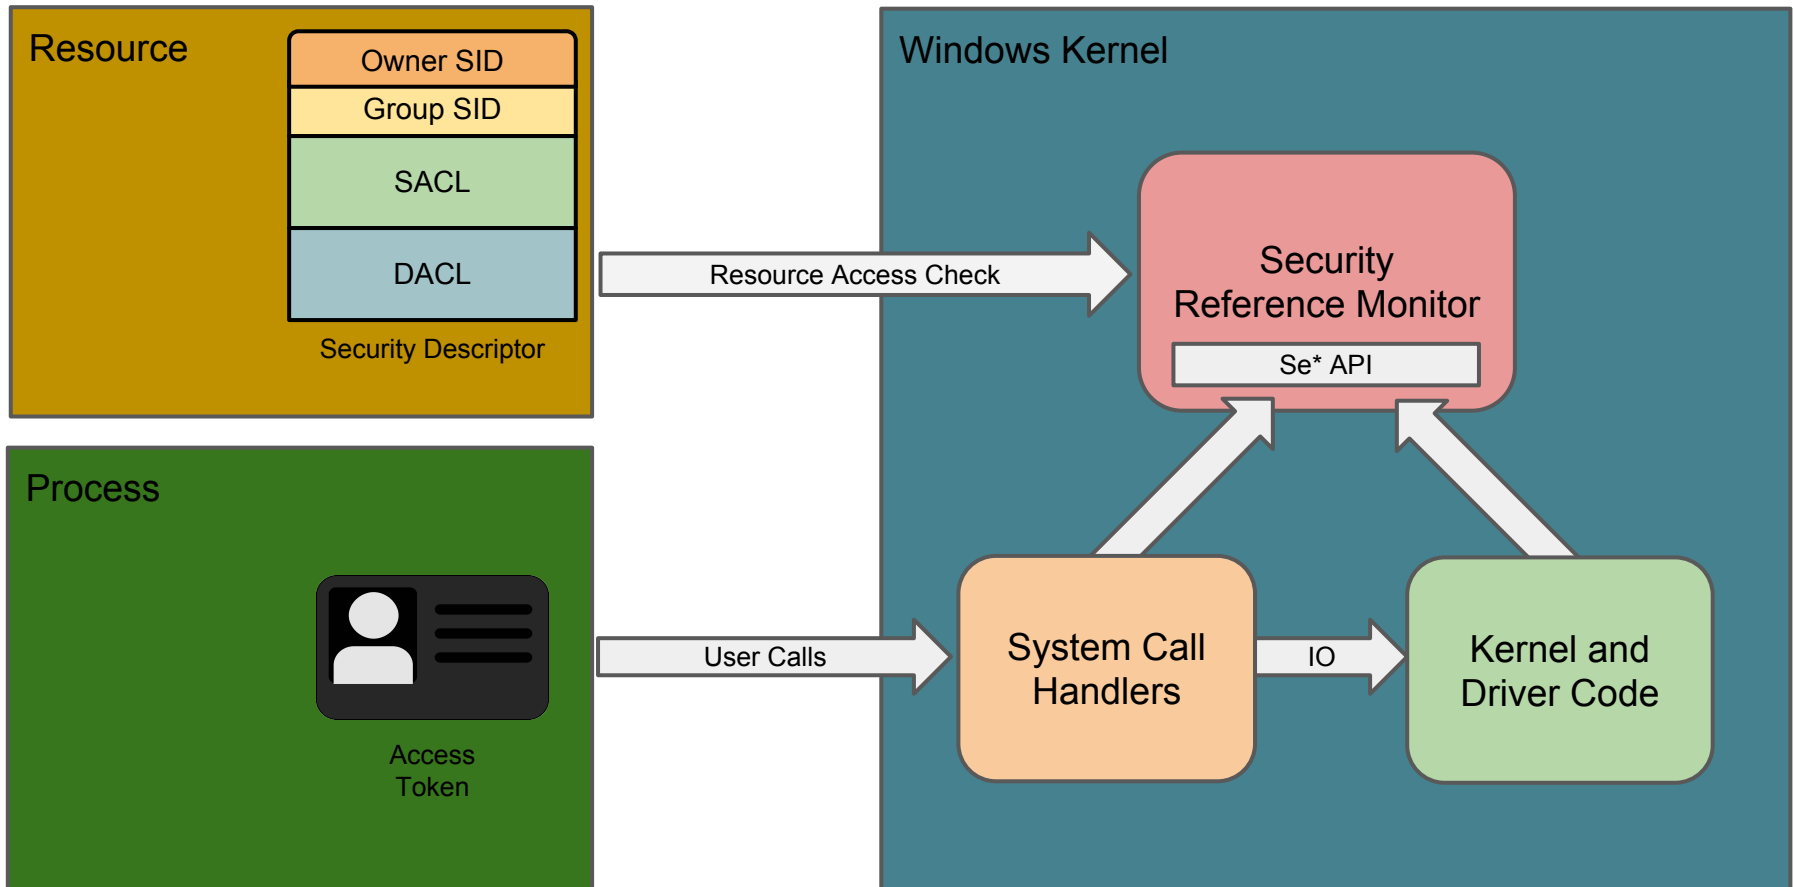 Resource
Owner SID
Group SID
SACL
DACL
Security Descriptor
Resource Access Check
Windows Kernel
Security
Reference Monitor
Se* API
Process
Access
Token
User Calls
System Call
Handlers
IO
Kernel and
Driver Code